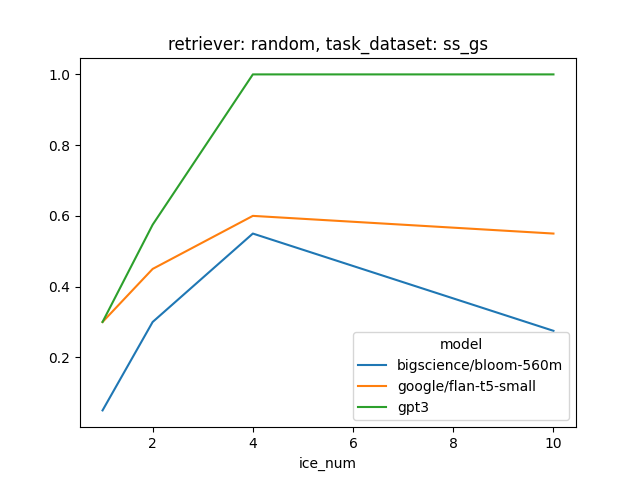 retriever: random, task_dataset: ss_gs
1.0
0.8
0.6
0.4
0.2
model
bigscience/bloom-560m
google/flan-t5-small
gpt3
2 4 6 8 10
ice_num